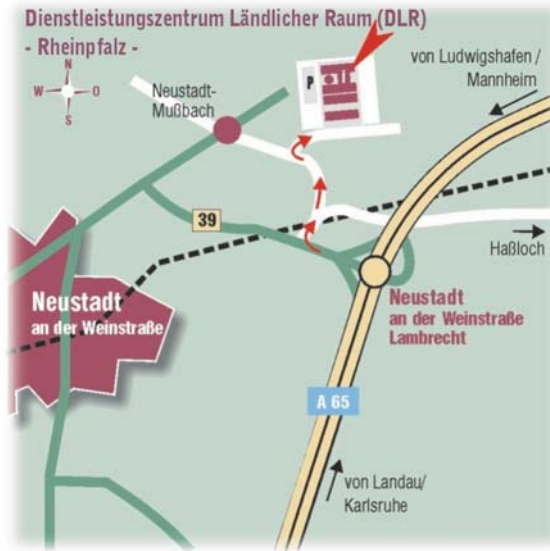 Dienstleistungszentrum Ländlicher Raum (DLR)
- Rheinpfalz -
N
W
O
S
Neustadt-
Mußbach
P
von Ludwigshafen /
Mannheim
39
Haßloch
Neustadt
an der Weinstraße
Neustadt
an der Weinstraße
Lambrecht
A 65
von Landau/
Karlsruhe